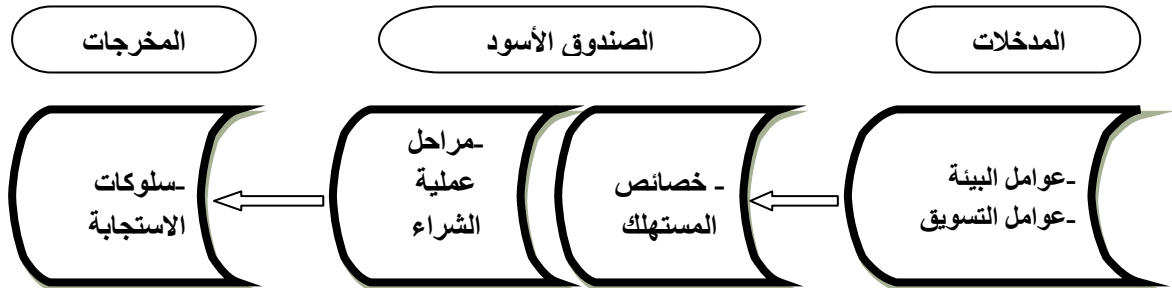 المدخلات
الصندوق الأسود
المخرجات
-عوامل البيئة
-عوامل التسويق
- خصائص
المستهلك
-مراحل
عملية
الشراء
-سلوكات
الاستجابة